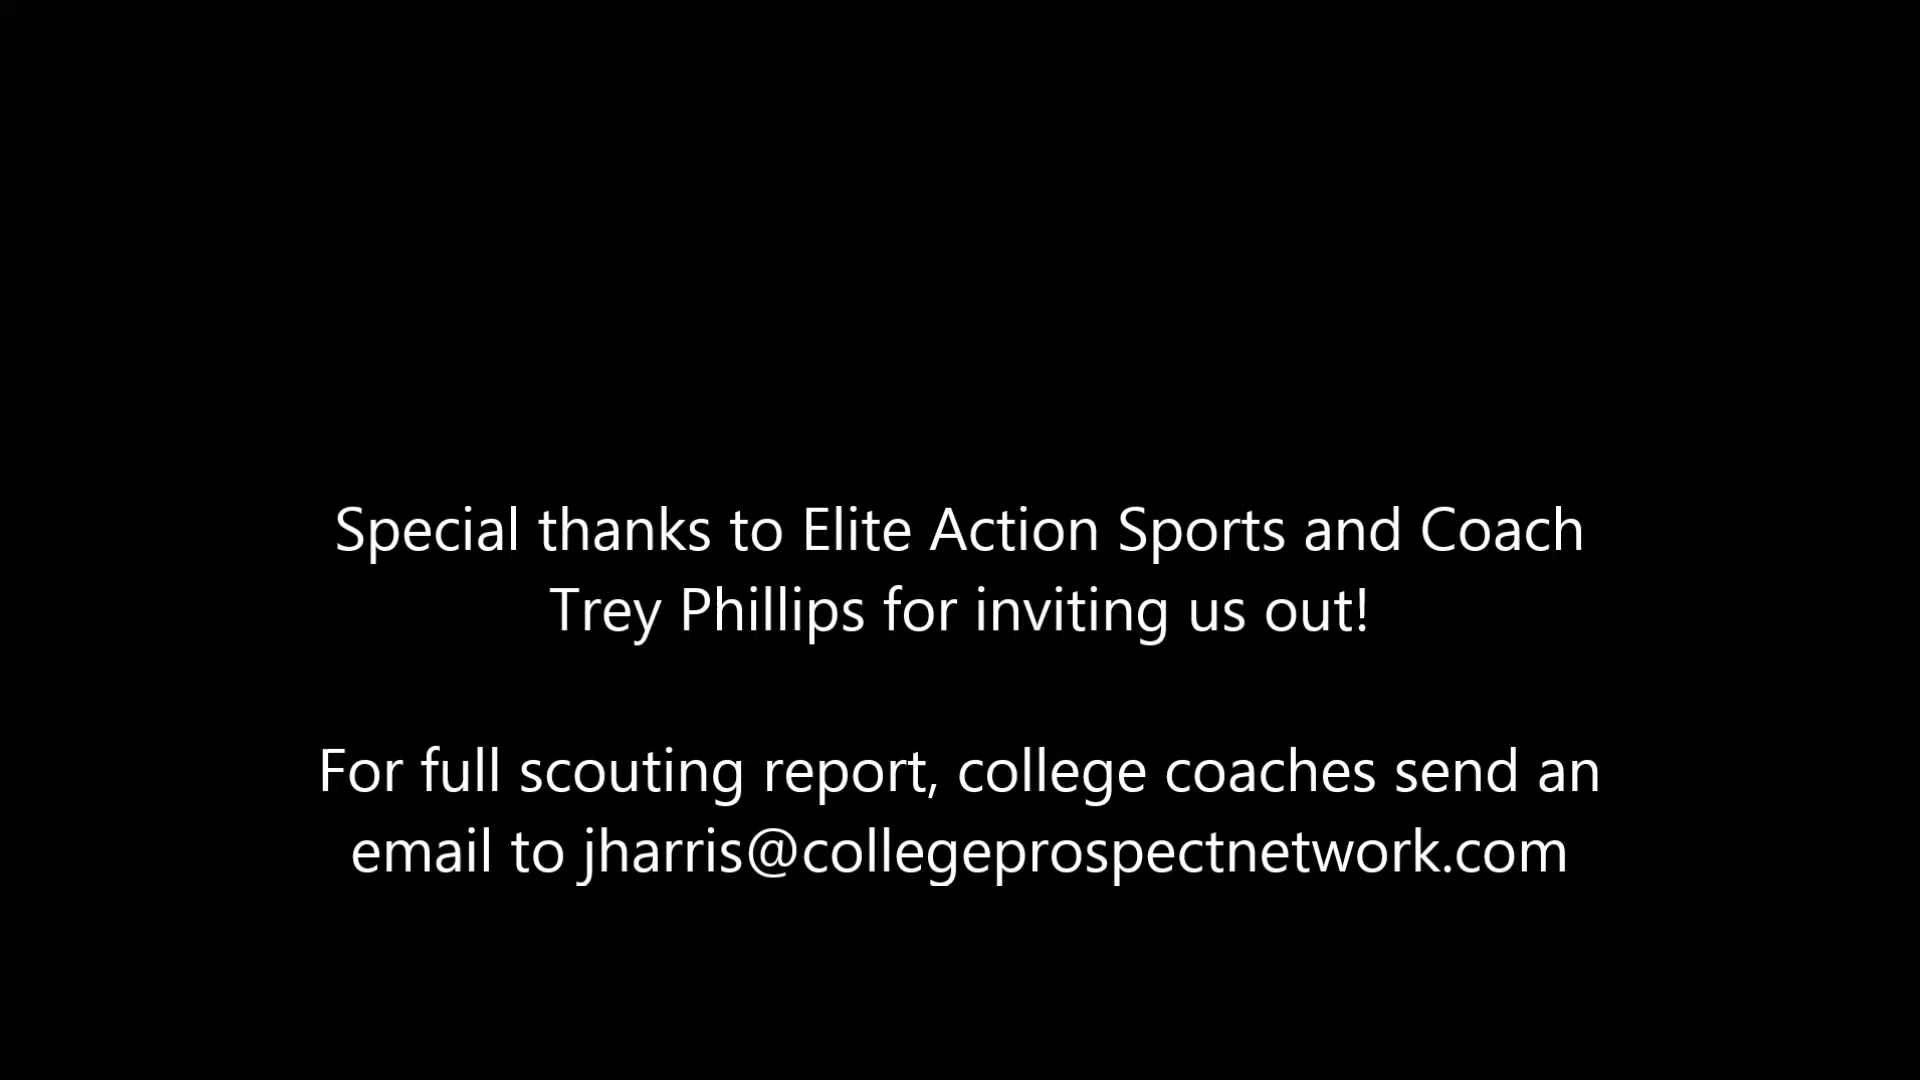 Special thanks to Elite Action Sports and Coach
Trey Phillips for inviting us out!
For full scouting report, college coaches send an
email to jharris@collegeprospectnetwork.com